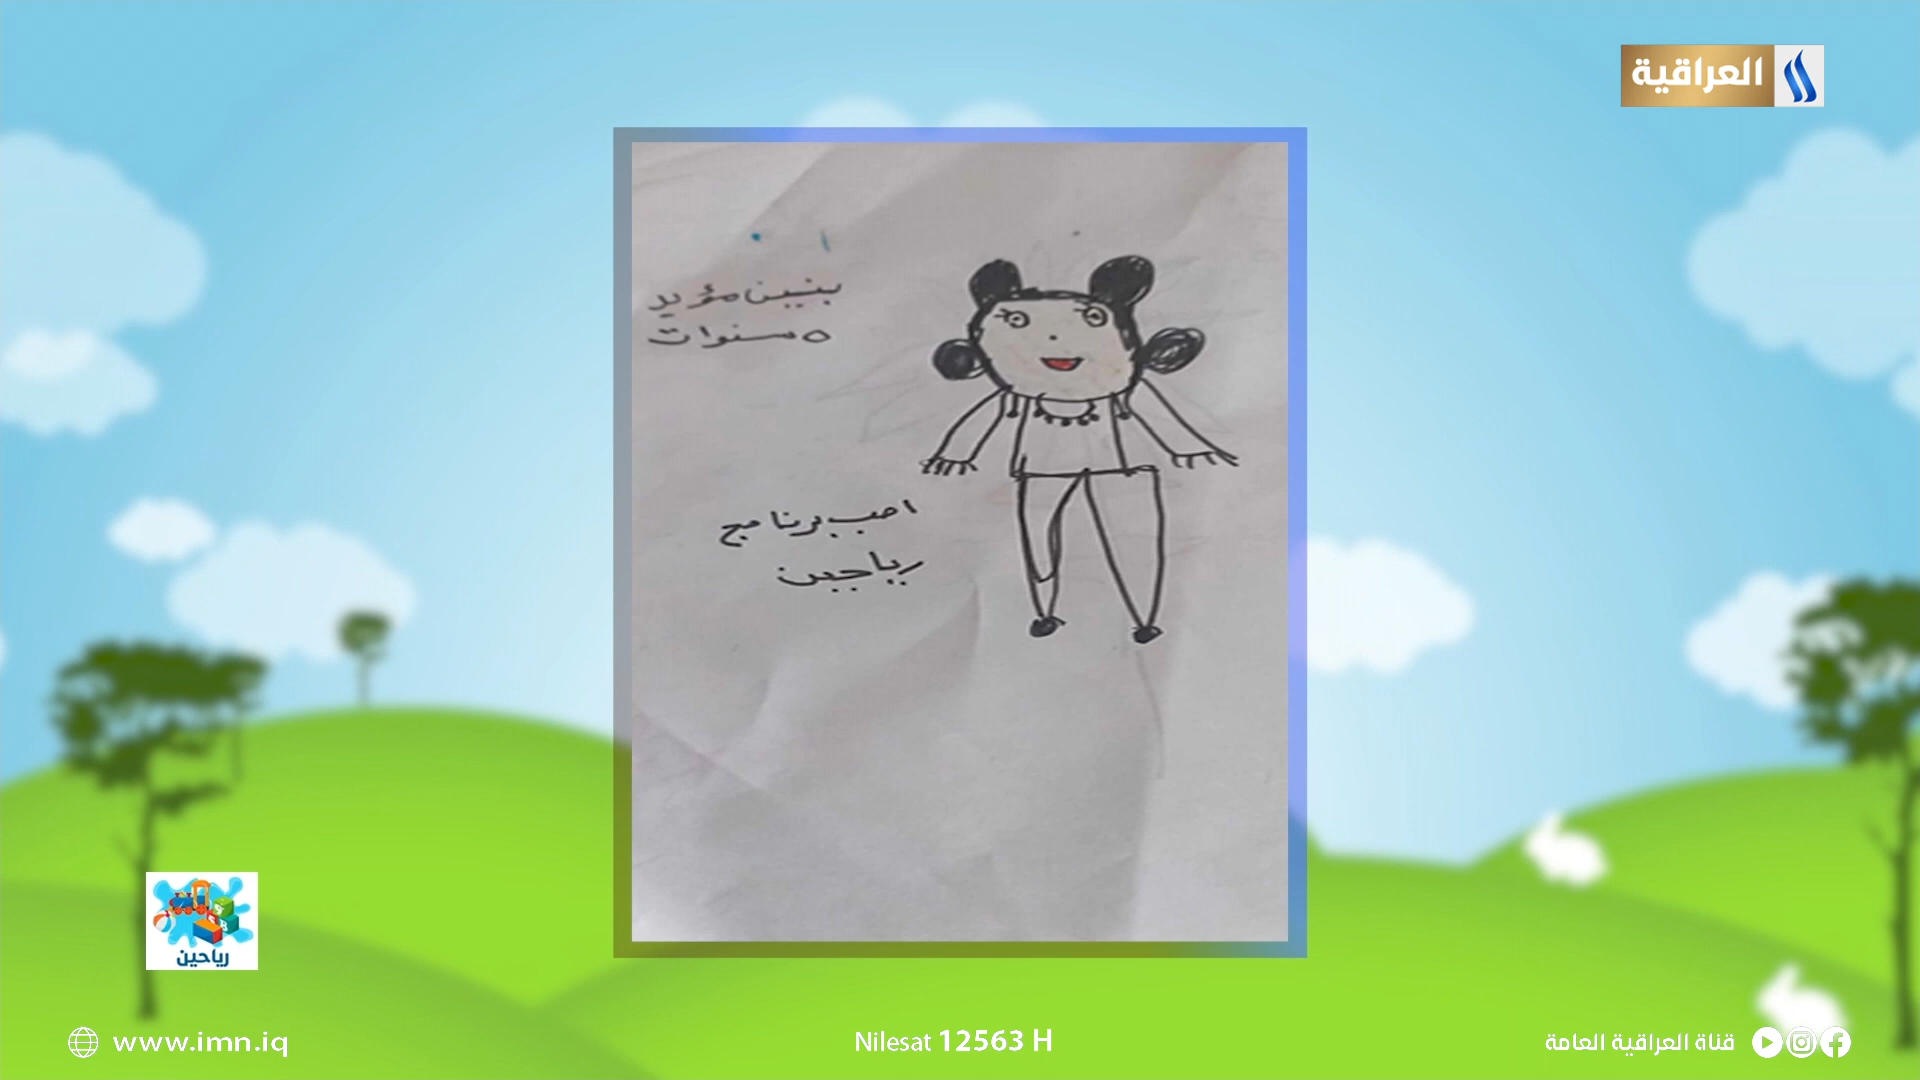 العراقية
بنين مؤيد
٥ سنوات
احب برنامج
رياحين
رياحين
www.imn.iq
Nilesat 12563 H
قناة العراقية العامة